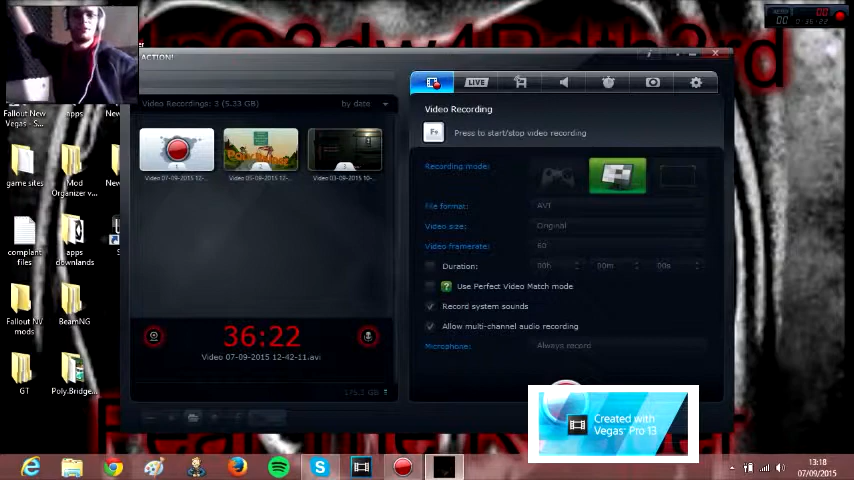 ACTION!
LIVE
Video Recordings: 3 (5.33 GB)
by date
Video Recording
F9
Press to start/stop video recording
Video 07-09-2015 12-...
Video 05-09-2015 12-...
Video 03-09-2015 10-...
Recording mode:
File format:
AVI
Video size:
Original
Video framerate:
60
Duration:
00h
00m
00s
Use Perfect Video Match mode
Record system sounds
Allow multi-channel audio recording
Microphone:
Always record
36:22
Video 07-09-2015 12-42-11.avi
Fallout New
Vegas - S...
apps
game sites
Mod
Organizer v...
complant
files
apps
downlands
Fallout NV
mods
BeamNG
GT
Poly.Bridge...
Created with
Vegas Pro 13
13:18
07/09/2015